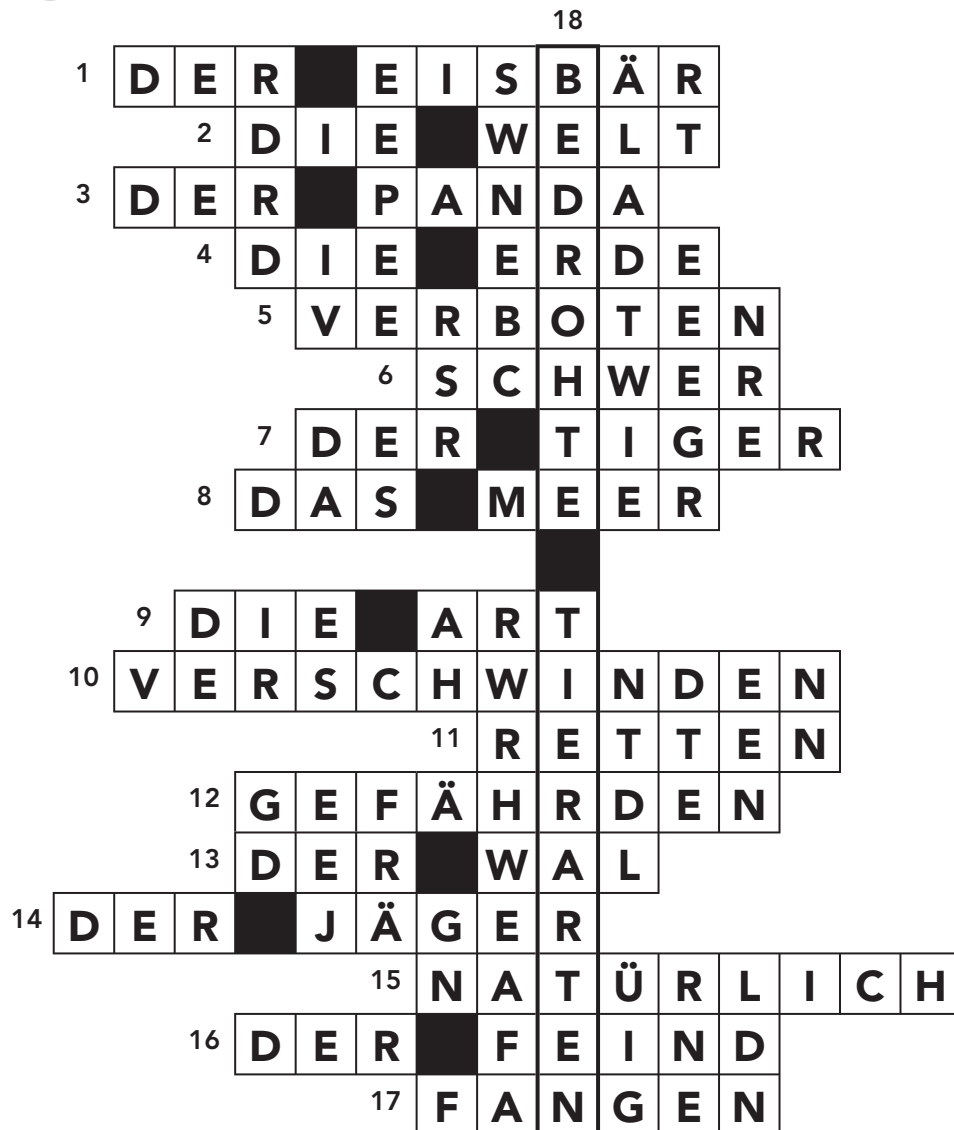 18
1 DER EISBÄR
2 DIE WELT
3 DER PANDA
4 DIE ERDE
5 VERBOTEN
6 SCHWER
7 DER TIGER
8 DAS MEER
9 DIE ART
10 VERSCHWINDEN
11 RETTEN
12 GEFÄHRDEN
13 DER WAL
14 DER JÄGER
15 NATÜRLICH
16 DER FEIND
17 FANGEN